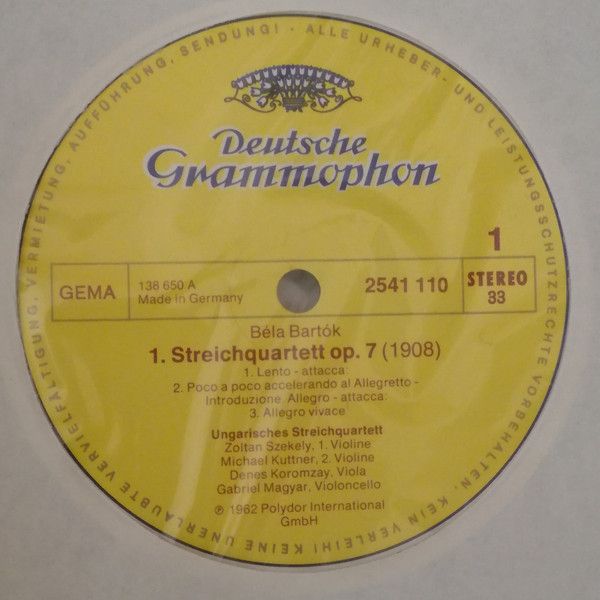 ALLE URHEBER- UND LEISTUNGSSCHUTZRECHTE VORBEHALTEN. KEIN VERLEIH! KEINE UNERLAUBTE VERVIELFÄLTIGUNG, VERMIETUNG, AUFFÜHRUNG, SENDUNG! -
Deutsche
Grammophon
1
GEMA
138 650 A
Made in Germany
2541 110
STEREO
33
Béla Bartók
1. Streichquartett op. 7 (1908)
1. Lento - attacca:
2. Poco a poco accelerando al Allegretto -
Introduzione. Allegro - attacca:
3. Allegro vivace
Ungarisches Streichquartett
Zoltan Szekely, 1. Violine
Michael Kuttner, 2. Violine
Denes Koromzay, Viola
Gabriel Magyar, Violoncello
℗ 1962 Polydor International
GmbH